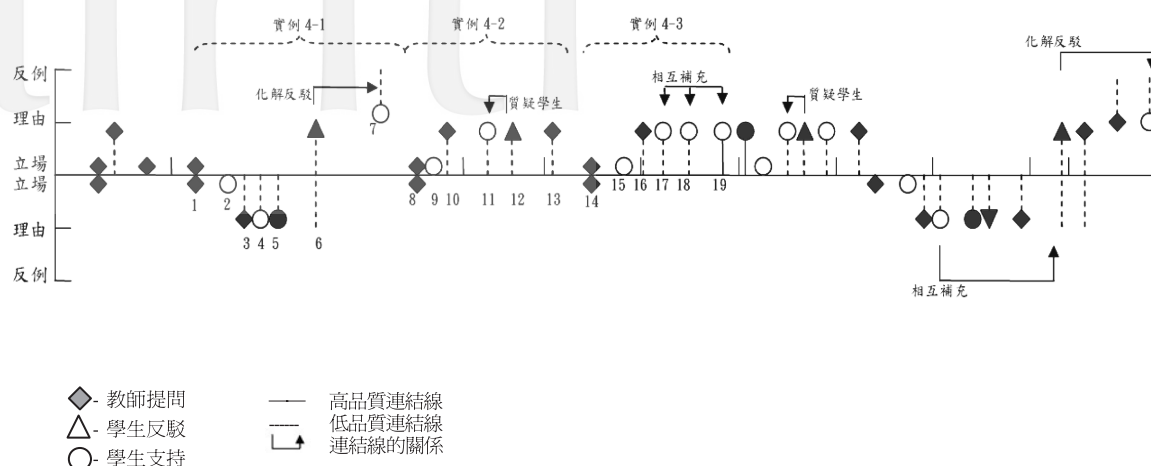 實例 4-1
實例 4-2
實例 4-3
化解反駁
反例
相互補充
化解反駁
質疑學生
質疑學生
理由
7
立場
立場
1
2
8
9
10
11
12
13
14
15
16
17
18
19
理由
3
4
5
6
反例
相互補充
教師提問
高品質連結線
學生反駁
低品質連結線
連結線的關係
學生支持